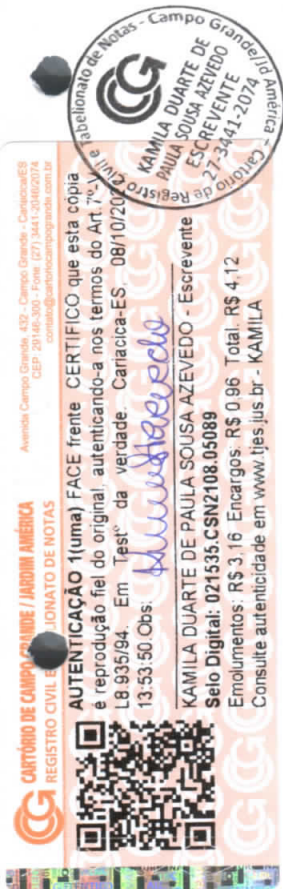 CARTÓRIO DE CAMPO GRANDE / JARDIM AMÉRICA
REGISTRO CIVIL E TABELIONATO DE NOTAS
Avenida Campo Grande, 432 - Campo Grande - Cariacica/ES
CEP: 29146-300 - Fone: (27) 3441-2046/2074
contato@cartoriocampogrande.com.br
AUTENTICAÇÃO 1(uma) FACE frente CERTIFICO que esta cópia
é reprodução fiel do original, autenticando-a nos termos do Art.7º-V
L8.935/94. Em Testº da verdade. Cariacica-ES, 08/10/202
13:53:50.Obs:
KAMILA DUARTE DE PAULA SOUSA AZEVEDO - Escrevente
Selo Digital: 021535.CSN2108.05089
Emolumentos: R$ 3,16 Encargos: R$ 0,96 Total: R$ 4,12
Consulte autenticidade em www.tjes.jus.br - KAMILA
CG
Cartório de Registro Civil e Tabelionato de Notas - Campo Grande/Jd América
CG
KAMILA DUARTE DE
PAULA SOUSA AZEVEDO
ESCREVENTE
27-3441-2074